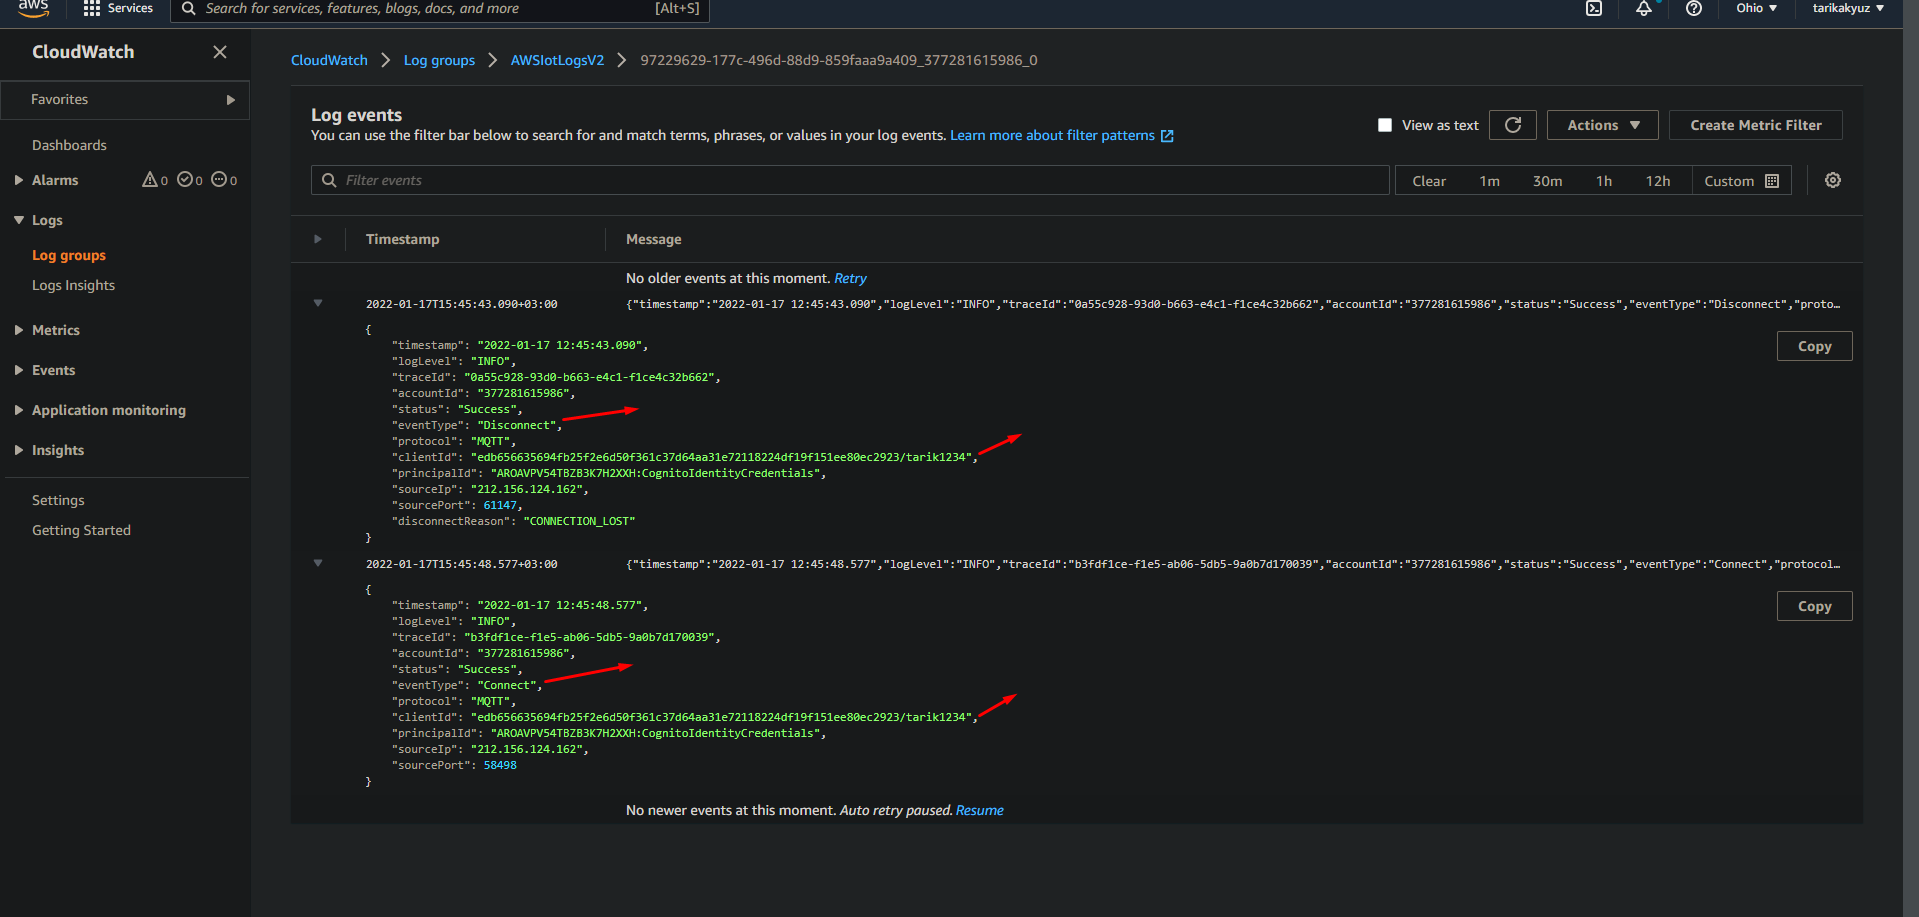 aws Services Search for services, features, blogs, docs, and more [Alt+S] Ohio tarikakyuz
CloudWatch
Favorites
Dashboards
Alarms 0 0 0
Logs
Log groups
Logs Insights
Metrics
Events
Application monitoring
Insights
Settings
Getting Started
CloudWatch Log groups AWSIotLogsV2 97229629-177c-496d-88d9-859faaa9a409_377281615986_0
Log events
You can use the filter bar below to search for and match terms, phrases, or values in your log events. Learn more about filter patterns
View as text Actions Create Metric Filter
Filter events Clear 1m 30m 1h 12h Custom
Timestamp Message
No older events at this moment. Retry
2022-01-17T15:45:43.090+03:00 {"timestamp":"2022-01-17 12:45:43.090","logLevel":"INFO","traceId":"0a55c928-93d0-b663-e4c1-f1ce4c32b662","accountId":"377281615986","status":"Success","eventType":"Disconnect","proto…
{
"timestamp": "2022-01-17 12:45:43.090",
"logLevel": "INFO",
"traceId": "0a55c928-93d0-b663-e4c1-f1ce4c32b662",
"accountId": "377281615986",
"status": "Success",
"eventType": "Disconnect",
"protocol": "MQTT",
"clientId": "edb656635694fb25f2e6d50f361c37d64aa31e72118224df19f151ee80ec2923/tarik1234",
"principalId": "AROAVPV54TBZB3K7H2XXH:CognitoIdentityCredentials",
"sourceIp": "212.156.124.162",
"sourcePort": 61147,
"disconnectReason": "CONNECTION_LOST"
}
Copy
2022-01-17T15:45:48.577+03:00 {"timestamp":"2022-01-17 12:45:48.577","logLevel":"INFO","traceId":"b3fdf1ce-f1e5-ab06-5db5-9a0b7d170039","accountId":"377281615986","status":"Success","eventType":"Connect","protocol…
{
"timestamp": "2022-01-17 12:45:48.577",
"logLevel": "INFO",
"traceId": "b3fdf1ce-f1e5-ab06-5db5-9a0b7d170039",
"accountId": "377281615986",
"status": "Success",
"eventType": "Connect",
"protocol": "MQTT",
"clientId": "edb656635694fb25f2e6d50f361c37d64aa31e72118224df19f151ee80ec2923/tarik1234",
"principalId": "AROAVPV54TBZB3K7H2XXH:CognitoIdentityCredentials",
"sourceIp": "212.156.124.162",
"sourcePort": 58498
}
Copy
No newer events at this moment. Auto retry paused. Resume